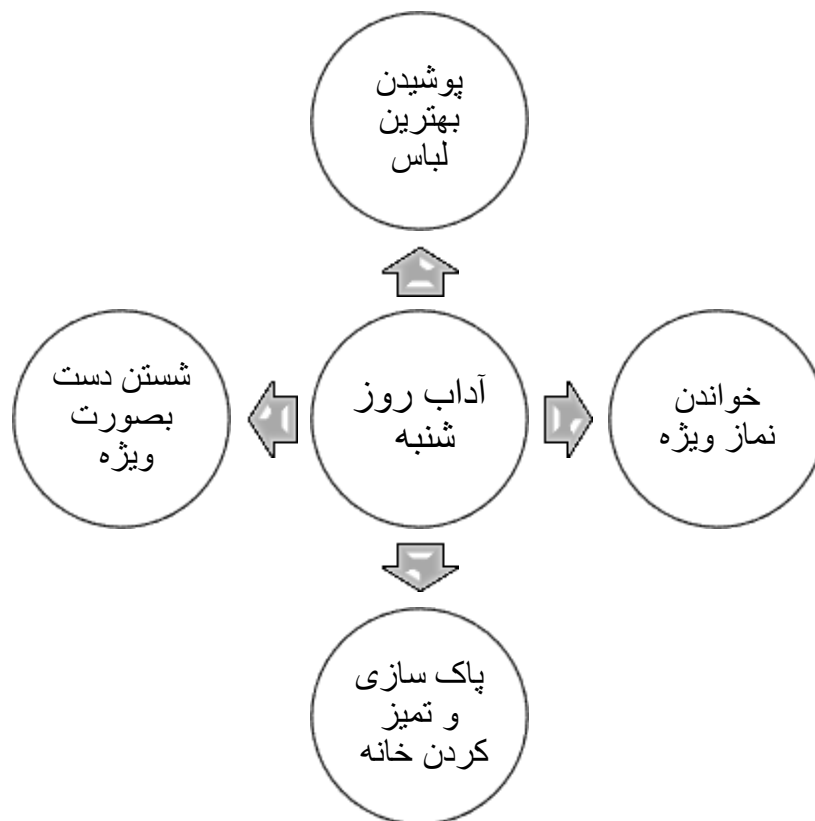 پوشیدن
بهترین
لباس
خواندن
نماز ویژه
آداب روز
شنبه
شستن دست
بصورت
ویژه
پاک سازی
و تمیز
کردن خانه